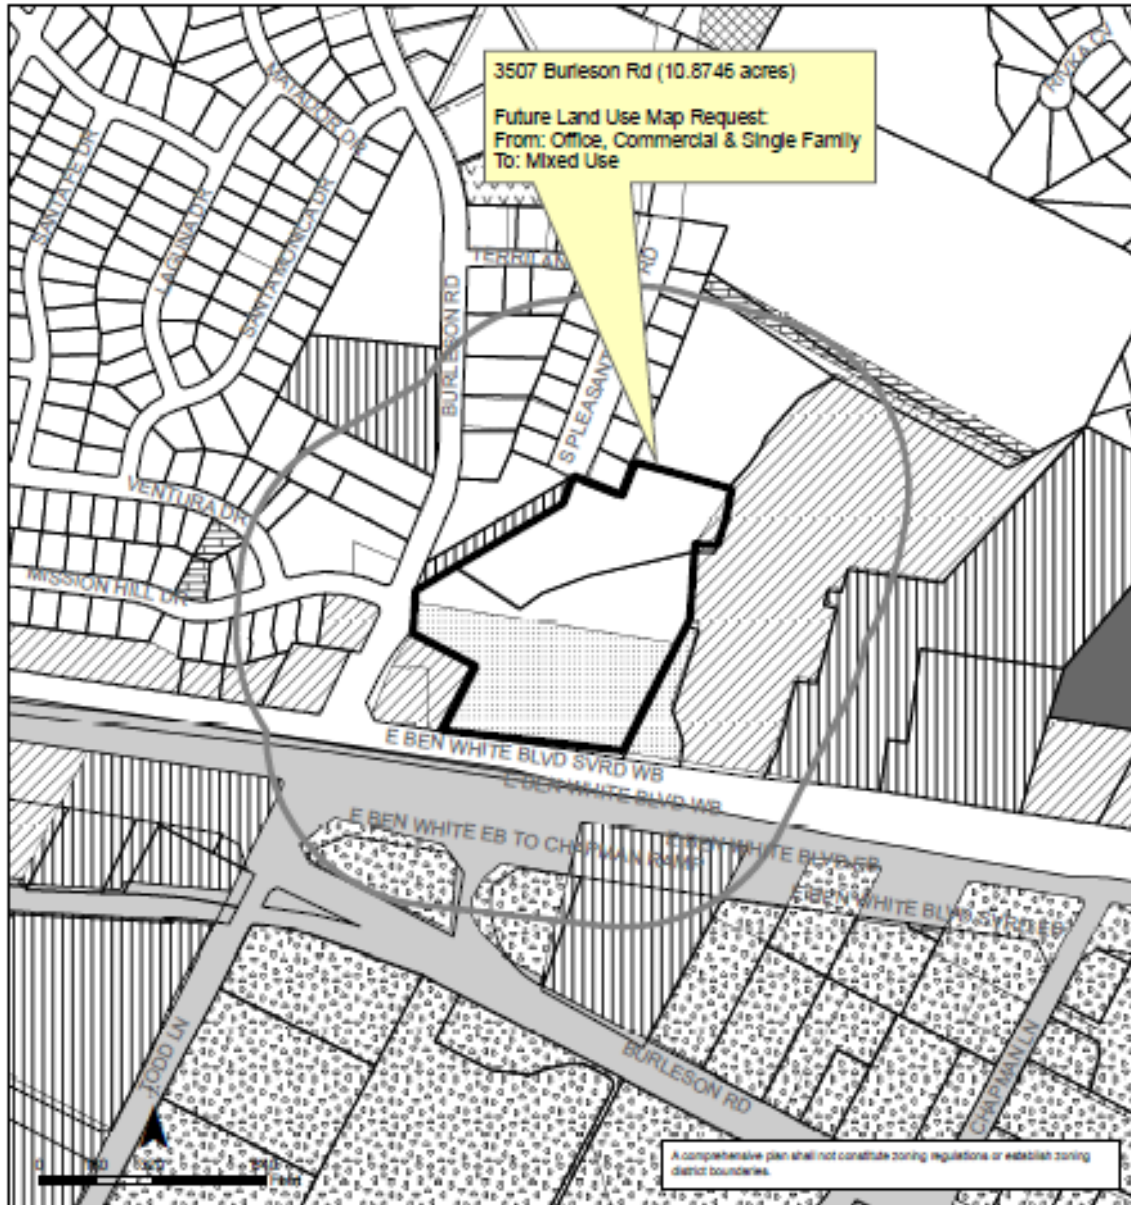 3507 Burleson Rd (10.8746 acres)
Future Land Use Map Request:
From: Office, Commercial & Single Family
To: Mixed Use
RIVKA CV
MATADOR DR
SANTA FE DR
LAGUNA DR
SANTA MONICA DR
BURLESON RD
RD
S PLEASANT
VENTURA DR
MISSION HILL DR
E BEN WHITE BLVD SVRD WB
E BEN WHITE BLVD WB
E BEN WHITE EB TO CHAPMAN RAMP
E BEN WHITE BLVD EB
E BEN WHITE BLVD SVRD EB
TODD LN
BURLESON RD
CHAPMAN LN
A comprehensive plan shall not constitute zoning regulations or establish zoning
district boundaries.
0
Feet